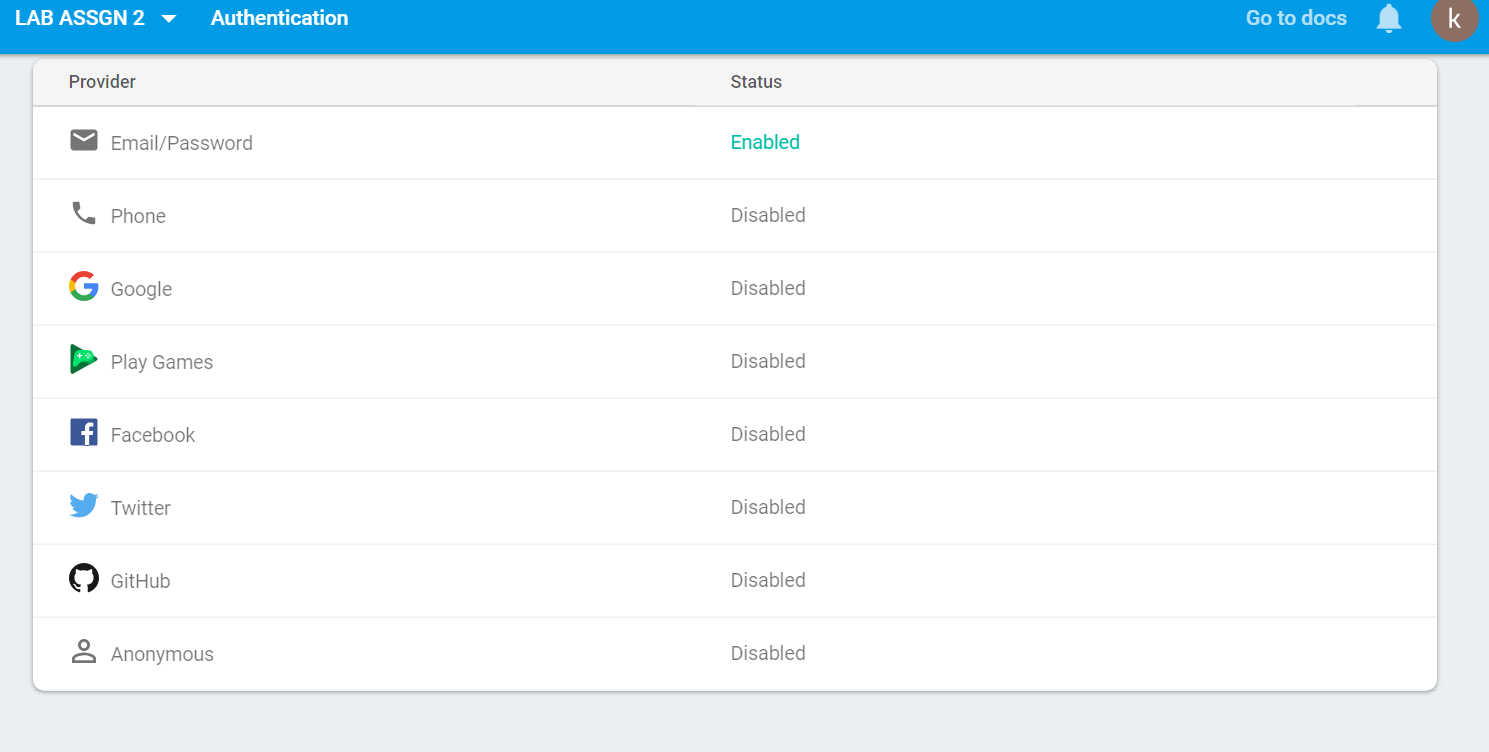 LAB ASSGN 2 Authentication Go to docs k
Provider Status
Email/Password Enabled
Phone Disabled
Google Disabled
Play Games Disabled
Facebook Disabled
Twitter Disabled
GitHub Disabled
Anonymous Disabled